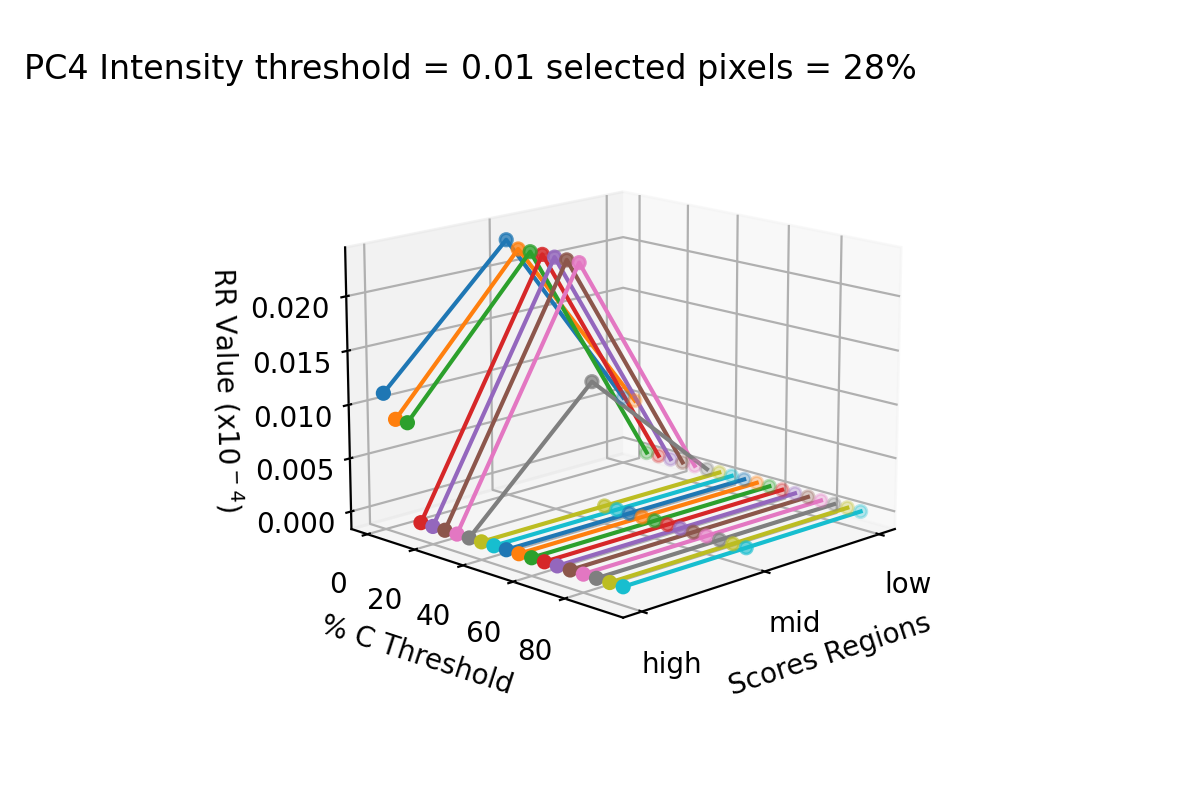 PC4 Intensity threshold = 0.01 selected pixels = 28%
RR Value (x10⁻⁴)
0.020
0.015
0.010
0.005
0.000
0
20
40
60
80
% C Threshold
high
mid
low
Scores Regions